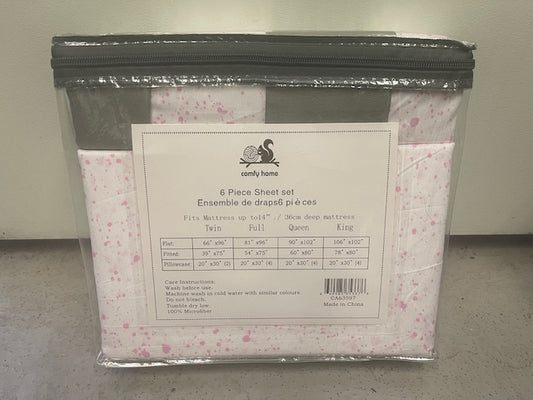 comfy home
6 Piece Sheet set
Ensemble de draps6 pièces
Fits Mattress up to14" ./ 36cm deep mattress
Twin Full Queen King
Flat: 66" x96" 81" x96" 90" x102" 106" x102"
Fitted: 39" x75" 54" x75" 60" x80" 78" x80"
Pillowcase: 20" x30" (2) 20" x30" (4) 20" x30" (4) 20" x30" (4)
Care Instructions:
Wash before use.
Machine wash in cold water with similar colours.
Do not bleach.
Tumble dry low.
100% Microfiber
CA63597
Made in China